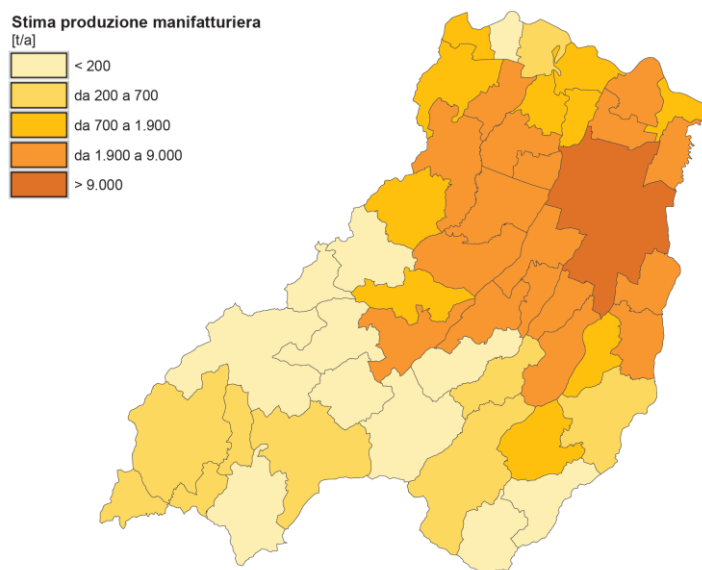 Stima produzione manifatturiera
[t/a]
< 200
da 200 a 700
da 700 a 1.900
da 1.900 a 9.000
> 9.000